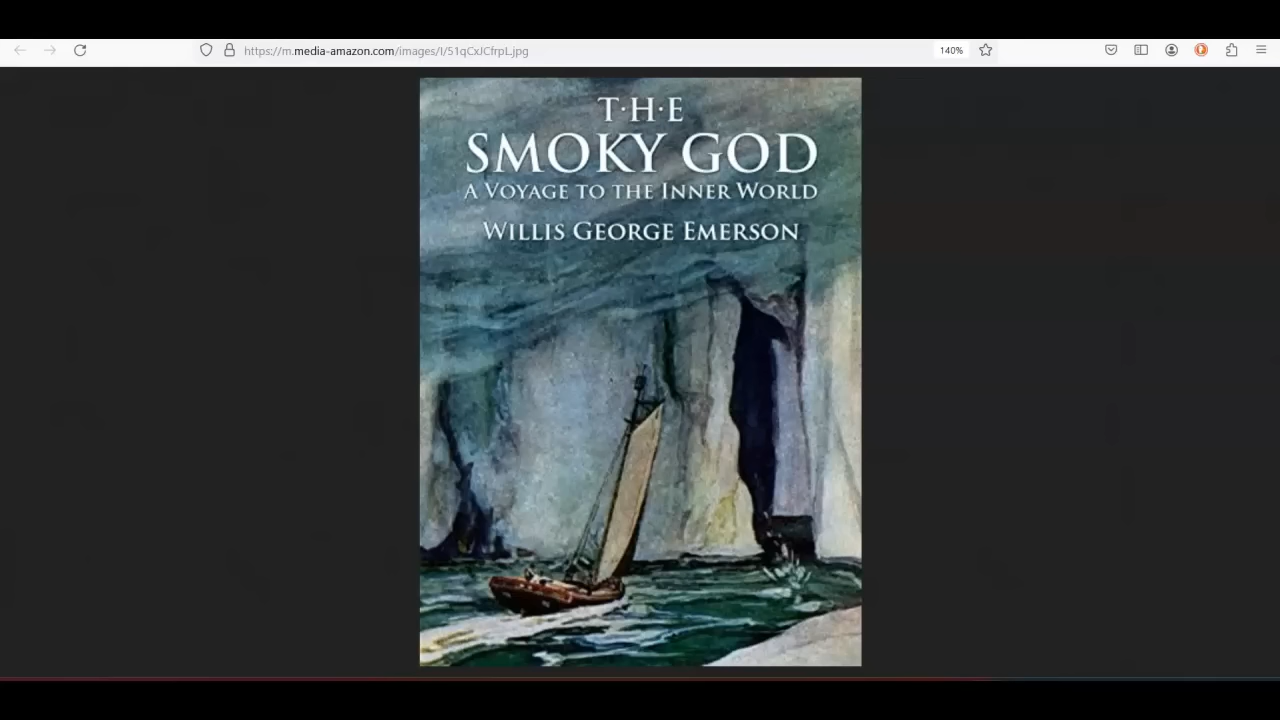 https://m.media-amazon.com/images/I/51qCxJCfrpL.jpg
140%
T·H·E
SMOKY GOD
A VOYAGE TO THE INNER WORLD
WILLIS GEORGE EMERSON